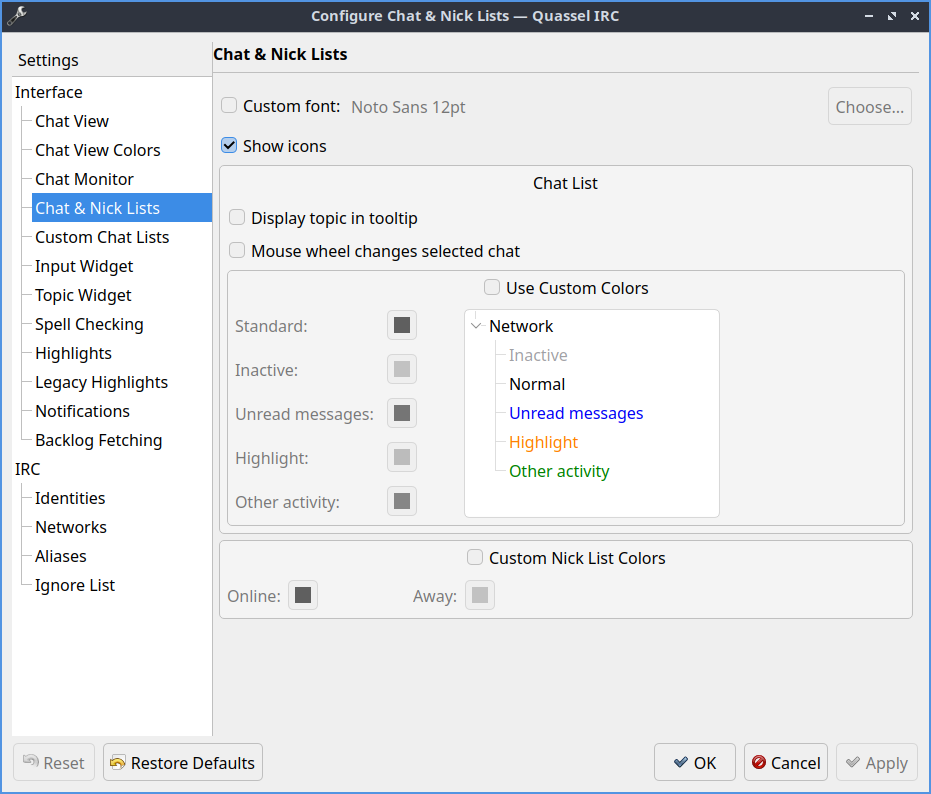 Configure Chat & Nick Lists — Quassel IRC
Settings
Interface
Chat View
Chat View Colors
Chat Monitor
Chat & Nick Lists
Custom Chat Lists
Input Widget
Topic Widget
Spell Checking
Highlights
Legacy Highlights
Notifications
Backlog Fetching
IRC
Identities
Networks
Aliases
Ignore List
Chat & Nick Lists
Custom font: Noto Sans 12pt Choose...
Show icons
Chat List
Display topic in tooltip
Mouse wheel changes selected chat
Use Custom Colors
Standard:
Inactive:
Unread messages:
Highlight:
Other activity:
Network
Inactive
Normal
Unread messages
Highlight
Other activity
Custom Nick List Colors
Online: Away:
Reset Restore Defaults OK Cancel Apply